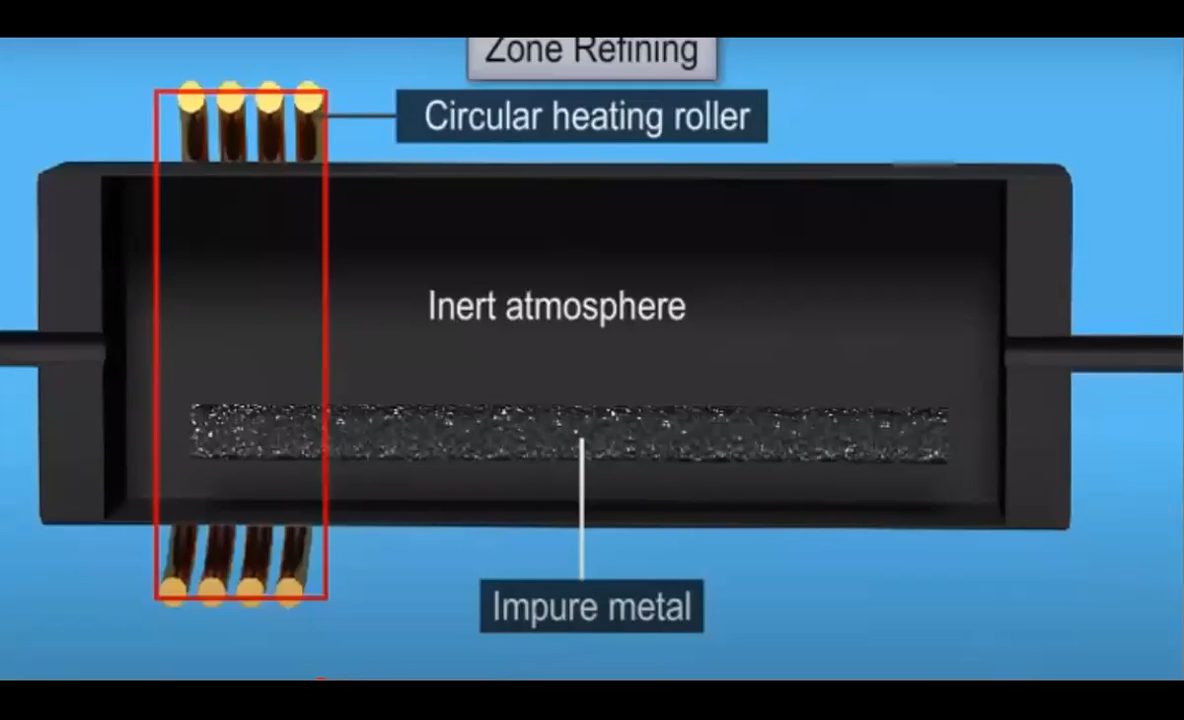 Zone Refining
Circular heating roller
Inert atmosphere
Impure metal